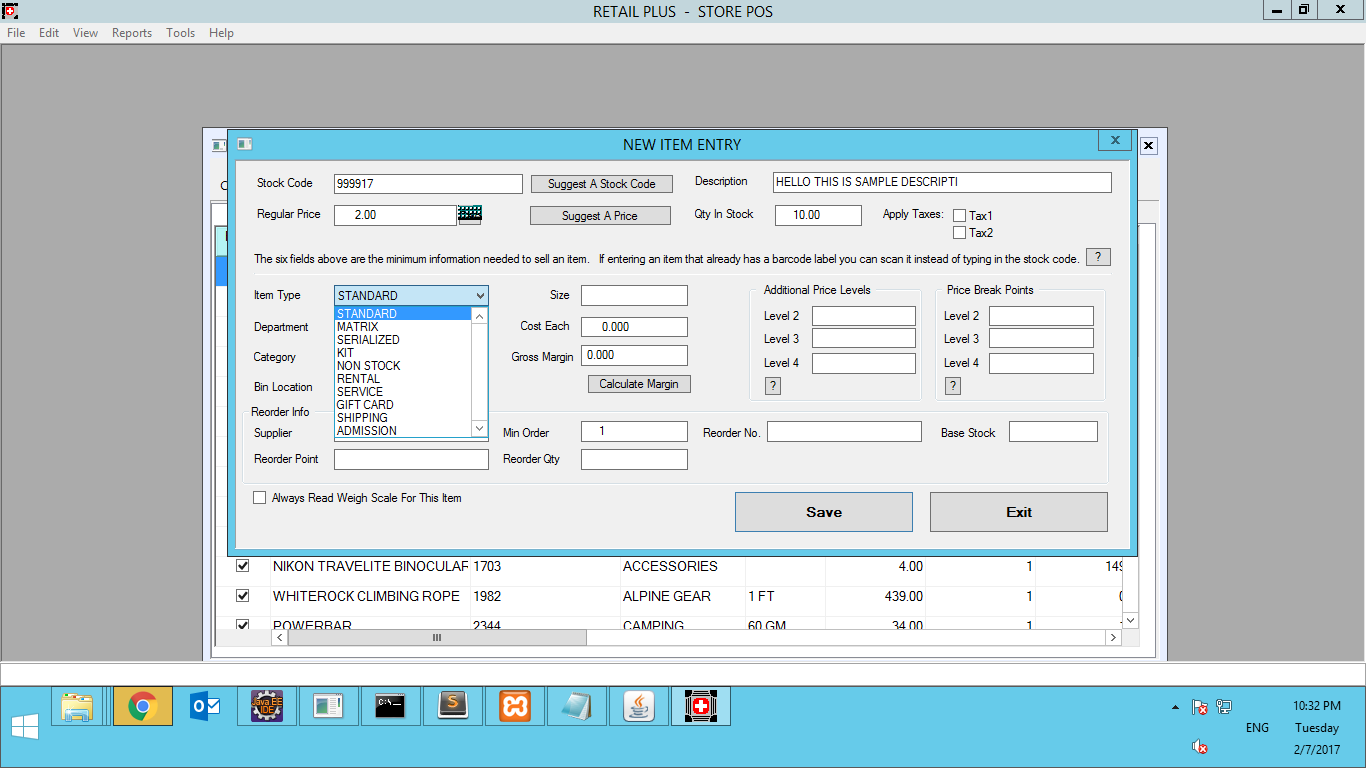 RETAIL PLUS - STORE POS
File Edit View Reports Tools Help
NEW ITEM ENTRY
Stock Code 999917 Suggest A Stock Code Description HELLO THIS IS SAMPLE DESCRIPTI
Regular Price 2.00 Suggest A Price Qty In Stock 10.00 Apply Taxes: Tax1
Tax2
The six fields above are the minimum information needed to sell an item. If entering an item that already has a barcode label you can scan it instead of typing in the stock code. ?
Item Type STANDARD
STANDARD
MATRIX
SERIALIZED
KIT
NON STOCK
RENTAL
SERVICE
GIFT CARD
SHIPPING
ADMISSION
Department
Category
Bin Location
Size
Cost Each 0.000
Gross Margin 0.000
Calculate Margin
Additional Price Levels
Level 2
Level 3
Level 4
?
Price Break Points
Level 2
Level 3
Level 4
?
Reorder Info
Supplier Min Order 1 Reorder No. Base Stock
Reorder Point Reorder Qty
Always Read Weigh Scale For This Item
Save Exit
NIKON TRAVELITE BINOCULAR 1703 ACCESSORIES 4.00 1 149
WHITEROCK CLIMBING ROPE 1982 ALPINE GEAR 1 FT 439.00 1
POWERBAR 2344 CAMPING 60 GM 34.00 1
Java EE
IDE
C:\
S
ENG
10:32 PM
Tuesday
2/7/2017